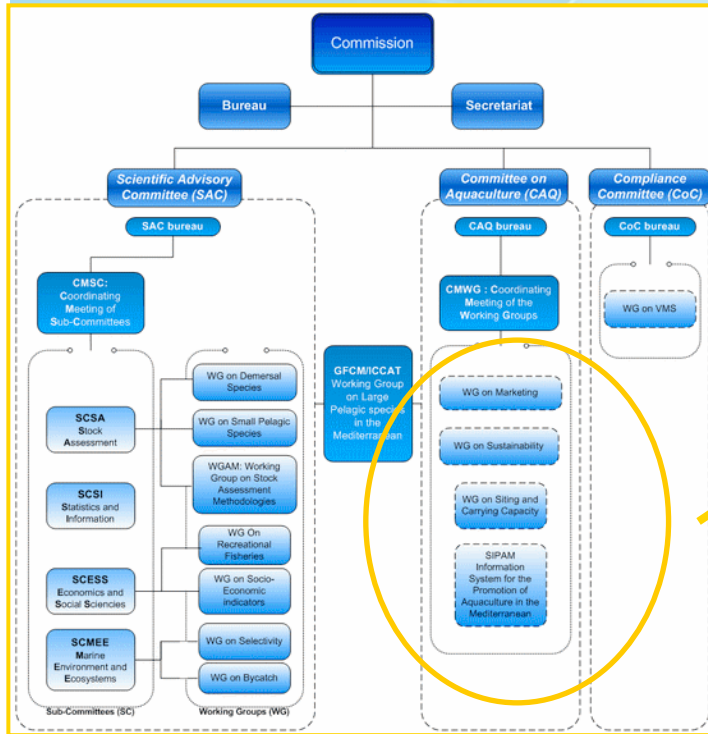 Commission
Bureau
Secretariat
Scientific Advisory
Committee (SAC)
Committee on
Aquaculture (CAQ)
Compliance
Committee (CoC)
SAC bureau
CAQ bureau
CoC bureau
CMSC:
Coordinating
Meeting of
Sub-Committees
CMWG : Coordinating
Meeting of the
Working Groups
WG on VMS
SCSA
Stock
Assessment
SCSI
Statistics and
Information
SCESS
Economics and
Social Sciencies
SCMEE
Marine
Environment and
Ecosystems
Sub-Committees (SC)
WG on Demersal
Species
WG on Small Pelagic
Species
WGAM: Working
Group on Stock
Assessment
Methodologies
WG On
Recreational
Fisheries
WG on Socio-
Economic
indicators
WG on Selectivity
WG on Bycatch
Working Groups (WG)
GFCM/ICCAT
Working Group
on Large
Pelagic species
in the
Mediterranean
WG on Marketing
WG on Sustainability
WG on Siting and
Carrying Capacity
SIPAM
Information
System for the
Promotion of
Aquaculture in the
Mediterranean